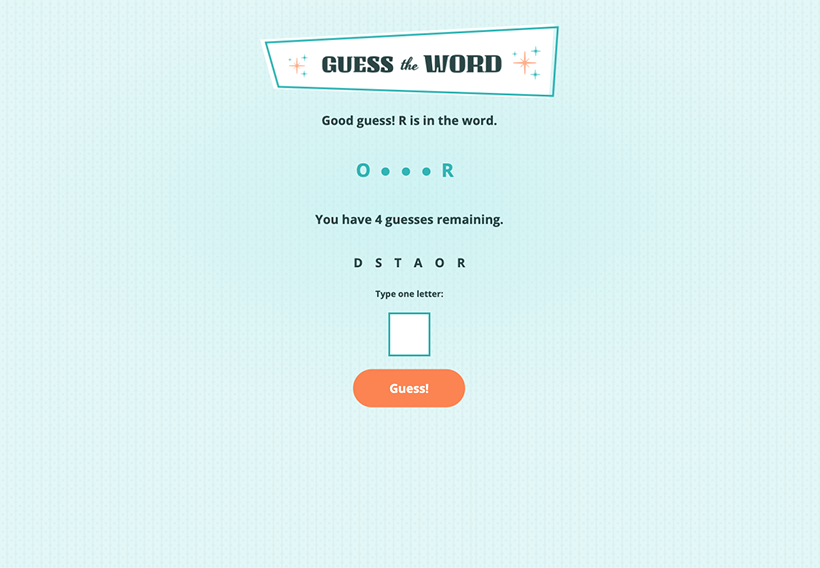 GUESS the WORD
Good guess! R is in the word.
O ● ● ● R
You have 4 guesses remaining.
D S T A O R
Type one letter:
Guess!